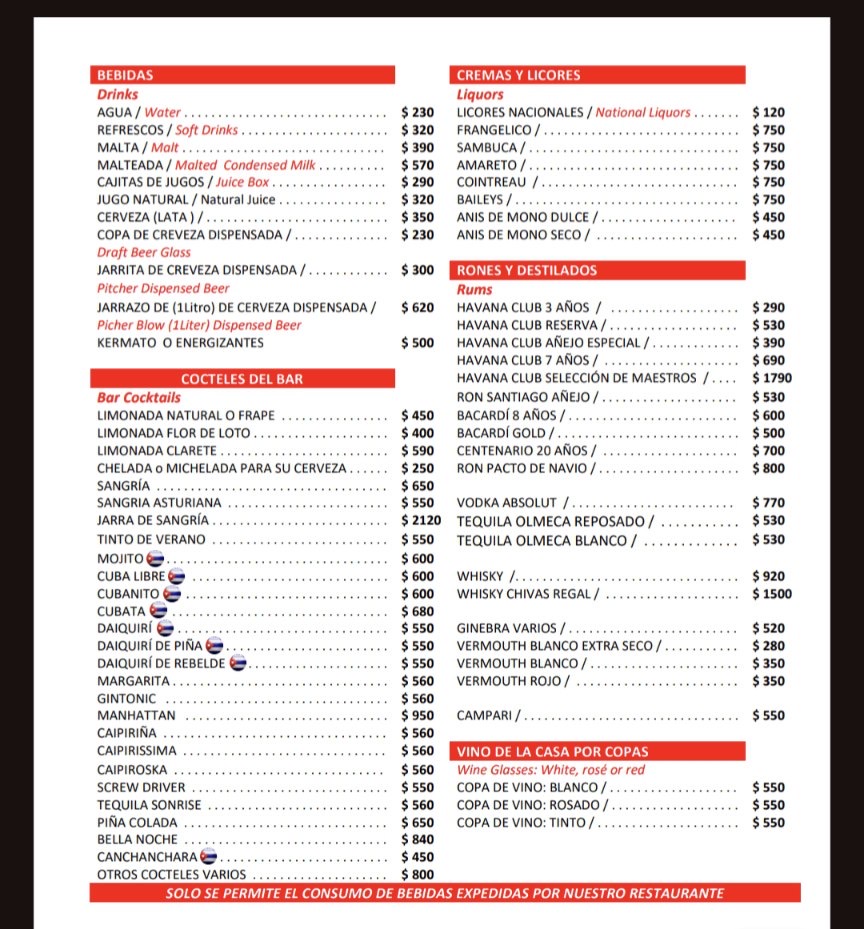 BEBIDAS
Drinks
AGUA / Water ............................. $ 230
REFRESCOS / Soft Drinks ..................... $ 320
MALTA / Malt ............................. $ 390
MALTEADA / Malted Condensed Milk .......... $ 570
CAJITAS DE JUGOS / Juice Box ................ $ 290
JUGO NATURAL / Natural Juice ................ $ 320
CERVEZA (LATA ) / .......................... $ 350
COPA DE CREVEZA DISPENSADA / ............. $ 230
Draft Beer Glass
JARRITA DE CREVEZA DISPENSADA / ........... $ 300
Pitcher Dispensed Beer
JARRAZO DE (1Litro) DE CERVEZA DISPENSADA / $ 620
Picher Blow (1Liter) Dispensed Beer
KERMATO O ENERGIZANTES $ 500
COCTELES DEL BAR
Bar Cocktails
LIMONADA NATURAL O FRAPE ............... $ 450
LIMONADA FLOR DE LOTO ................... $ 400
LIMONADA CLARETE ........................ $ 590
CHELADA o MICHELADA PARA SU CERVEZA ...... $ 250
SANGRÍA ................................. $ 650
SANGRIA ASTURIANA ....................... $ 550
JARRA DE SANGRÍA ......................... $ 2120
TINTO DE VERANO ......................... $ 550
MOJITO ............................... $ 600
CUBA LIBRE ............................ $ 600
CUBANITO ............................. $ 600
CUBATA ............................... $ 680
DAIQUIRÍ .............................. $ 550
DAIQUIRÍ DE PIÑA ........................ $ 550
DAIQUIRÍ DE REBELDE .................... $ 550
MARGARITA .............................. $ 560
GINTONIC ............................... $ 560
MANHATTAN ............................. $ 950
CAIPIRIÑA ............................... $ 560
CAIPIRISSIMA ............................. $ 560
CAIPIROSKA .............................. $ 560
SCREW DRIVER ............................ $ 550
TEQUILA SONRISE .......................... $ 560
PIÑA COLADA ............................. $ 650
BELLA NOCHE ............................. $ 840
CANCHANCHARA ........................ $ 450
OTROS COCTELES VARIOS .................... $ 800
CREMAS Y LICORES
Liquors
LICORES NACIONALES / National Liquors ....... $ 120
FRANGELICO / ............................ $ 750
SAMBUCA / .............................. $ 750
AMARETO / .............................. $ 750
COINTREAU / ............................ $ 750
BAILEYS / ................................ $ 750
ANIS DE MONO DULCE / .................... $ 450
ANIS DE MONO SECO / ..................... $ 450
RONES Y DESTILADOS
Rums
HAVANA CLUB 3 AÑOS / ................... $ 290
HAVANA CLUB RESERVA / ................... $ 530
HAVANA CLUB AÑEJO ESPECIAL / ............. $ 390
HAVANA CLUB 7 AÑOS / .................... $ 690
HAVANA CLUB SELECCIÓN DE MAESTROS / .... $ 1790
RON SANTIAGO AÑEJO / .................... $ 530
BACARDÍ 8 AÑOS / ......................... $ 600
BACARDÍ GOLD / .......................... $ 500
CENTENARIO 20 AÑOS / .................... $ 700
RON PACTO DE NAVIO / .................... $ 800
VODKA ABSOLUT / ........................ $ 770
TEQUILA OLMECA REPOSADO / ........... $ 530
TEQUILA OLMECA BLANCO / ............. $ 530
WHISKY / ................................ $ 920
WHISKY CHIVAS REGAL / .................... $ 1500
GINEBRA VARIOS / ......................... $ 520
VERMOUTH BLANCO EXTRA SECO / ........... $ 280
VERMOUTH BLANCO / ...................... $ 350
VERMOUTH ROJO / ........................ $ 350
CAMPARI / ............................... $ 550
VINO DE LA CASA POR COPAS
Wine Glasses: White, rosé or red
COPA DE VINO: BLANCO / ................... $ 550
COPA DE VINO: ROSADO / ................... $ 550
COPA DE VINO: TINTO / .................... $ 550
SOLO SE PERMITE EL CONSUMO DE BEBIDAS EXPEDIDAS POR NUESTRO RESTAURANTE